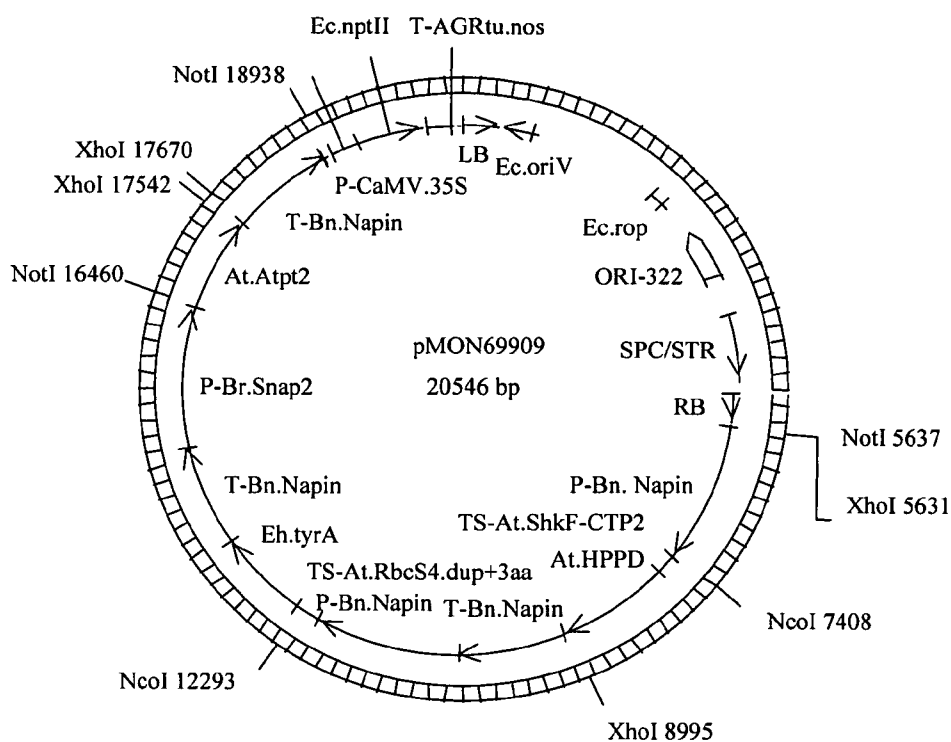 Ec.nptII T-AGRtu.nos
NotI 18938
LB
Ec.oriV
XhoI 17670
P-CaMV.35S
XhoI 17542
T-Bn.Napin
Ec.rop
NotI 16460
At.Atpt2
ORI-322
pMON69909
SPC/STR
P-Br.Snap2
20546 bp
RB
NotI 5637
T-Bn.Napin
P-Bn. Napin
XhoI 5631
TS-At.ShkF-CTP2
Eh.tyrA
At.HPPD
TS-At.RbcS4.dup+3aa
P-Bn.Napin
T-Bn.Napin
NcoI 7408
NcoI 12293
XhoI 8995